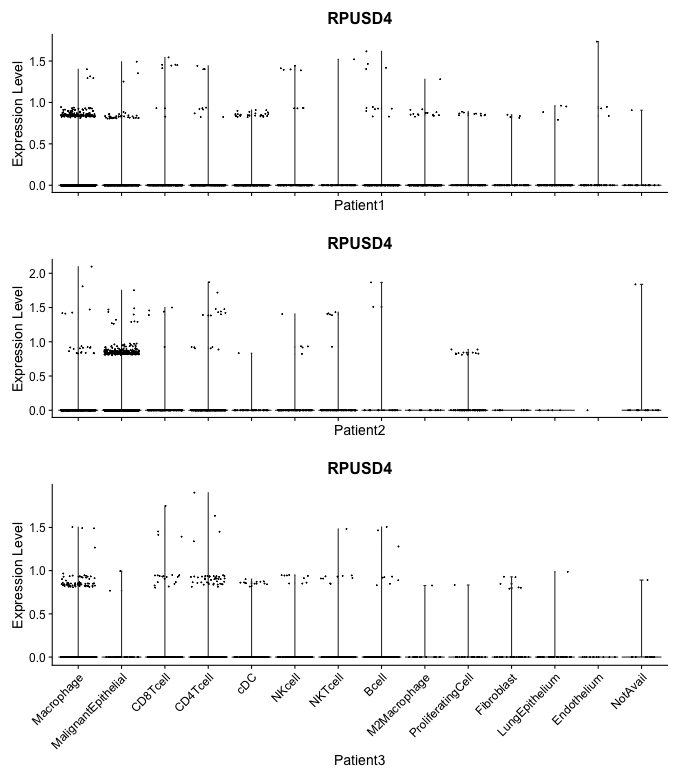 RPUSD4
Expression Level
1.5
1.0
0.5
0.0
Patient1
RPUSD4
Expression Level
2.0
1.5
1.0
0.5
0.0
Patient2
RPUSD4
Expression Level
1.5
1.0
0.5
0.0
Macrophage
MalignantEpithelial
CD8Tcell
CD4Tcell
cDC
NKcell
NKTcell
Bcell
M2Macrophage
ProliferatingCell
Fibroblast
LungEpithelium
Endothelium
NotAvail
Patient3